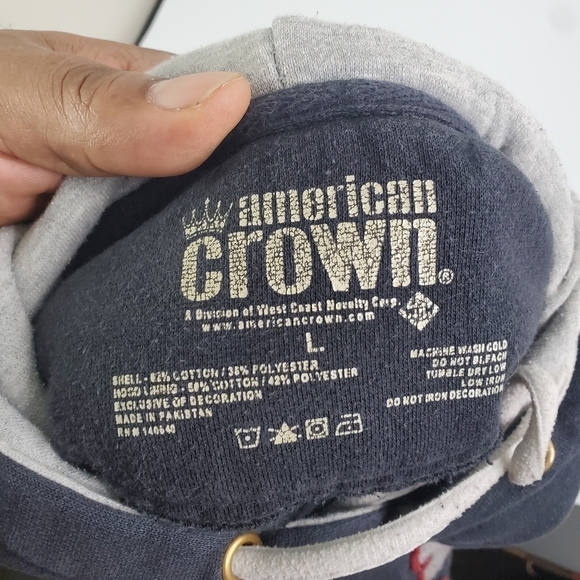 american
crown®
A Division of West Coast Novelty Corp.
www.americancrown.com
L
SHELL - 62% COTTON / 38% POLYESTER
HOOD LINING - COTTON / 42% POLYESTER
EXCLUSIVE OF DECORATION
MADE IN PAKISTAN
RN#
MACHINE WASH COLD
DO NOT BLEACH
TUMBLE DRY LOW
LOW IRON
DO NOT IRON DECORATION